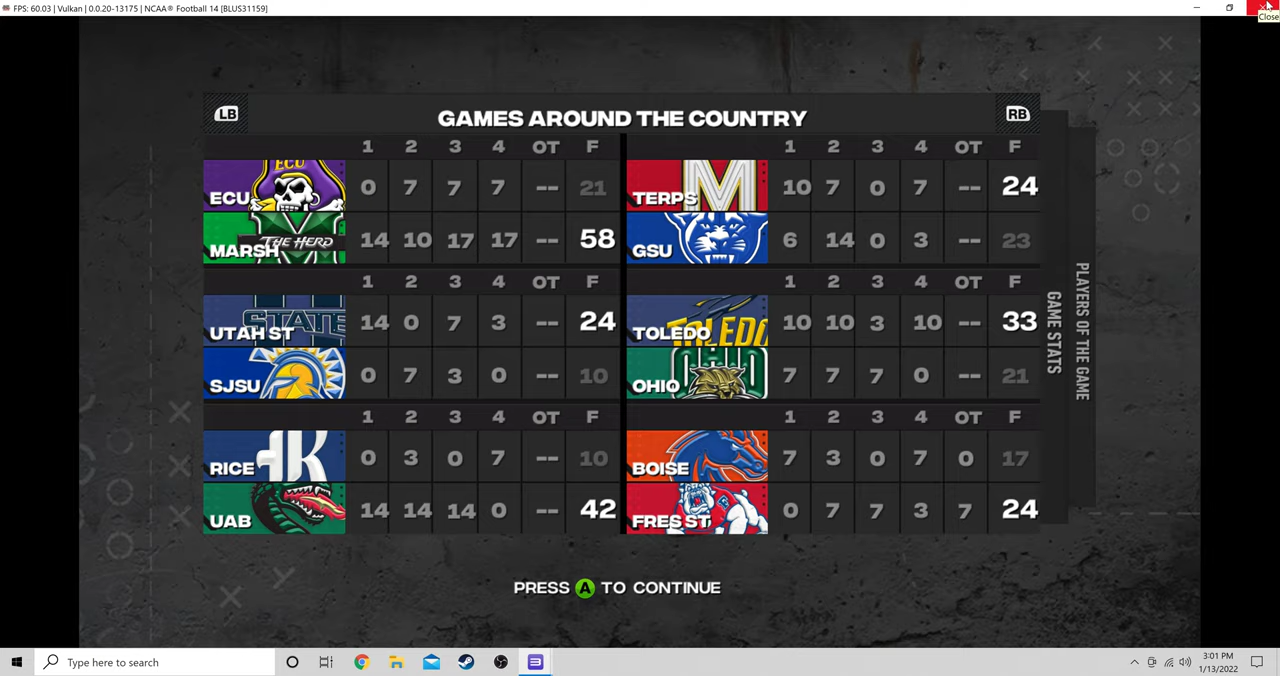 FPS: 60.03 | Vulkan | 0.0.20-13175 | NCAA® Football 14 [BLUS31159]
Close
LB GAMES AROUND THE COUNTRY RB
1 2 3 4 OT F
ECU
ECU 0 7 7 7 -- 21
THE HERD
MARSH 14 10 17 17 -- 58
1 2 3 4 OT F
STATE
UTAH ST 14 0 7 3 -- 24
SJSU 0 7 3 0 -- 10
1 2 3 4 OT F
RICE R 0 3 0 7 -- 10
UAB 14 14 14 0 -- 42
1 2 3 4 OT F
TERPS M 10 7 0 7 -- 24
GSU 6 14 0 3 -- 23
1 2 3 4 OT F
TOLEDO TOLEDO 10 10 3 10 -- 33
OHIO
OHIO 7 7 7 0 -- 21
1 2 3 4 OT F
BOISE 7 3 0 7 0 17
FRES ST 0 7 7 3 7 24
GAME STATS
PLAYERS OF THE GAME
PRESS A TO CONTINUE
Type here to search
3:01 PM
1/13/2022